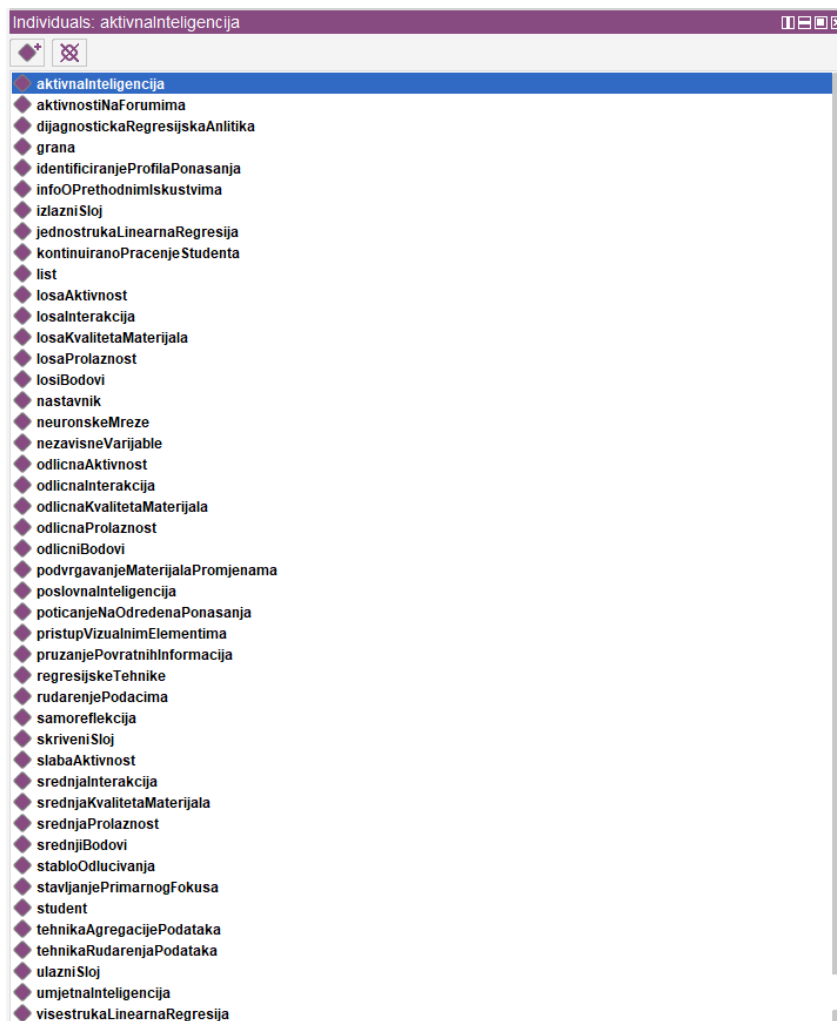 Individuals: aktivnaInteligencija
aktivnaInteligencija
aktivnostiNaForumima
dijagnostickaRegresijskaAnlitika
grana
identificiranjeProfilaPonasanja
infoOPrethodnimIskustvima
izlazniSloj
jednostrukaLinearnaRegresija
kontinuiranoPracenjeStudenta
list
losaAktivnost
losaInterakcija
losaKvalitetaMaterijala
losaProlaznost
losiBodovi
nastavnik
neuronskeMreze
nezavisneVarijable
odlicnaAktivnost
odlicnaInterakcija
odlicnaKvalitetaMaterijala
odlicnaProlaznost
odlicniBodovi
podvrgavanjeMaterijalaPromjenama
poslovnaInteligencija
poticanjeNaOdredenaPonasanja
pristupVizualnimElementima
pruzanjePovratnihInformacija
regresijskeTehnike
rudarenjePodacima
samorefleksija
skriveniSloj
slabaAktivnost
srednjaInterakcija
srednjaKvalitetaMaterijala
srednjaProlaznost
srednjiBodovi
stabloOdlucivanja
stavljanjePrimarnogFokusa
student
tehnikaAgregacijePodataka
tehnikaRudarenjaPodataka
ulazniSloj
umjetnaInteligencija
visestrukaLinearnaRegresija